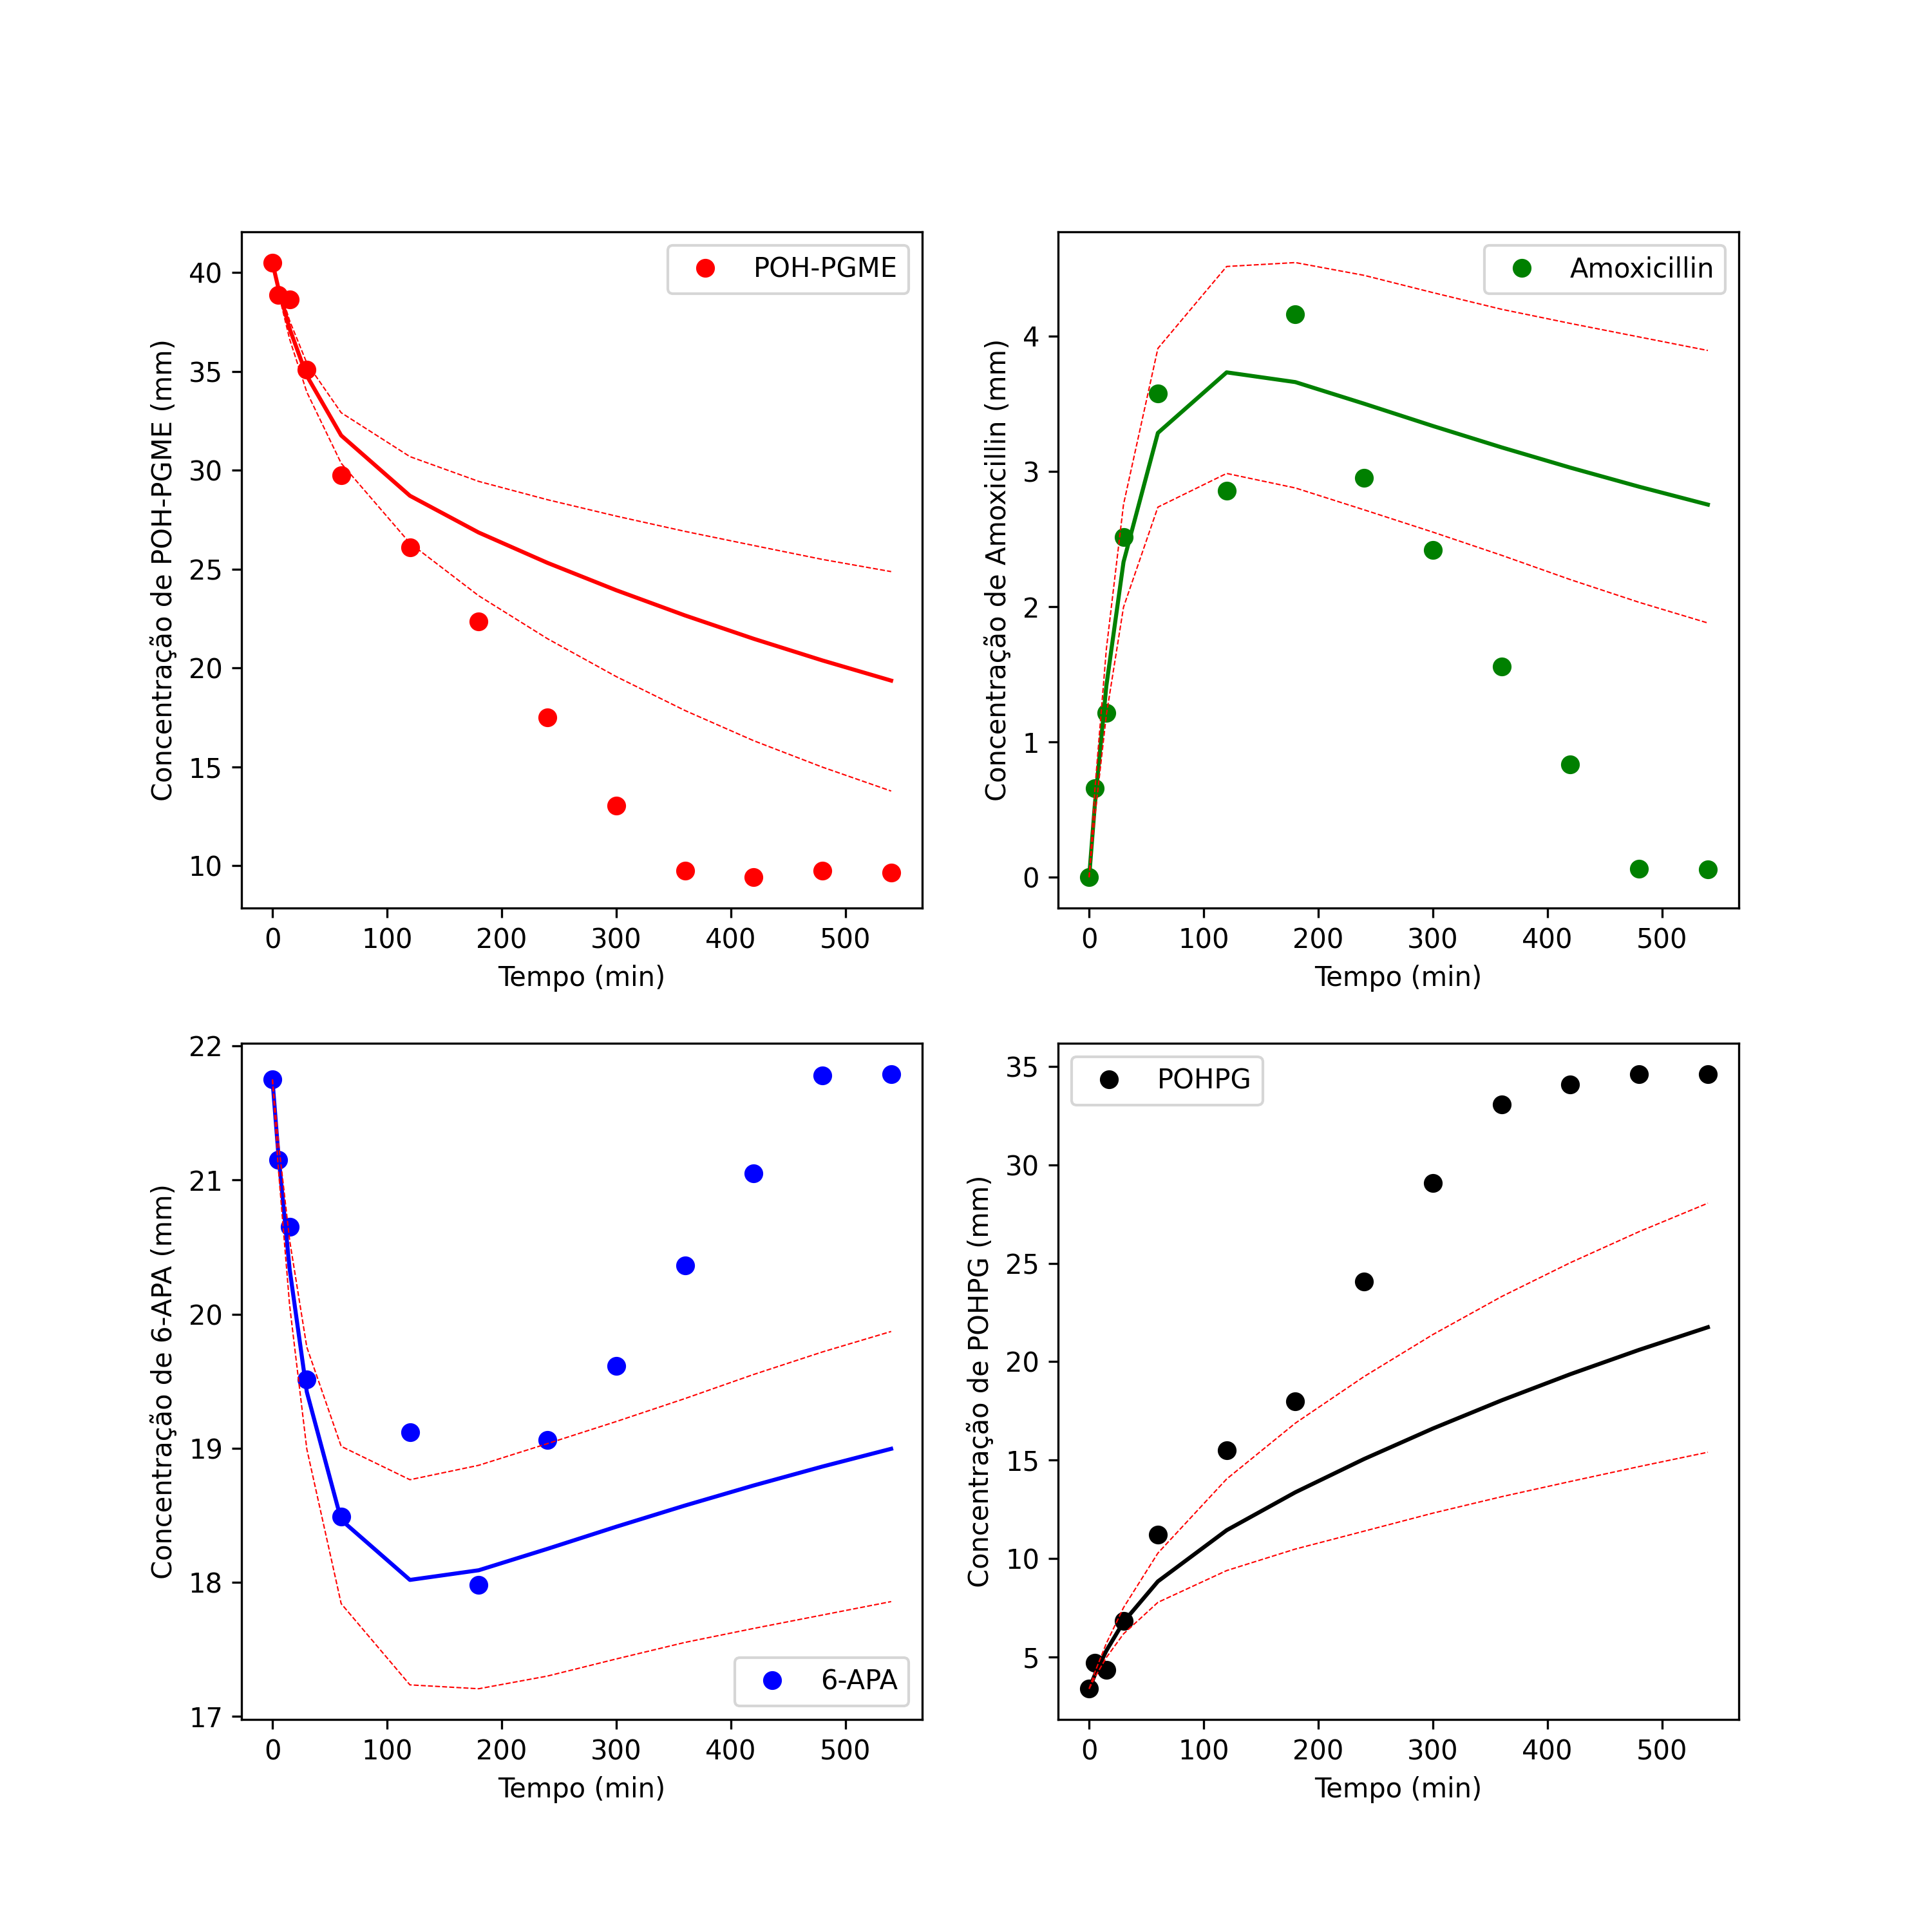 POH-PGME
Concentração de POH-PGME (mm)
40
35
30
25
20
15
10
0 100 200 300 400 500
Tempo (min)
Amoxicillin
Concentração de Amoxicillin (mm)
4
3
2
1
0
0 100 200 300 400 500
Tempo (min)
6-APA
Concentração de 6-APA (mm)
22
21
20
19
18
17
0 100 200 300 400 500
Tempo (min)
POHPG
Concentração de POHPG (mm)
35
30
25
20
15
10
5
0 100 200 300 400 500
Tempo (min)